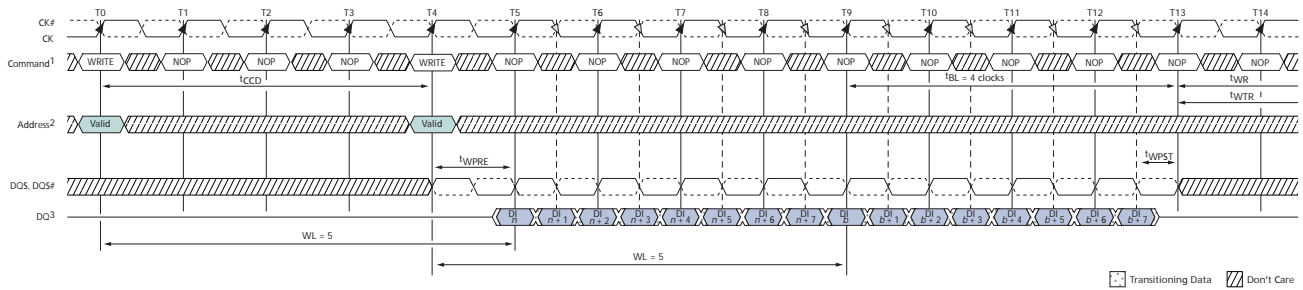 T0 T1 T2 T3 T4 T5 T6 T7 T8 T9 T10 T11 T12 T13 T14
CK#
CK
Command1 WRITE NOP NOP NOP WRITE NOP NOP NOP NOP NOP NOP NOP NOP NOP NOP
tCCD tBL = 4 clocks tWR
tWTR
Address2 Valid Valid
tWPRE tWPST
DQS, DQS#
DQ3 DI n DI n + 1 DI n + 2 DI n + 3 DI n + 4 DI n + 5 DI n + 6 DI n + 7 DI b DI b + 1 DI b + 2 DI b + 3 DI b + 4 DI b + 5 DI b + 6 DI b + 7
WL = 5
WL = 5
Transitioning Data Don't Care